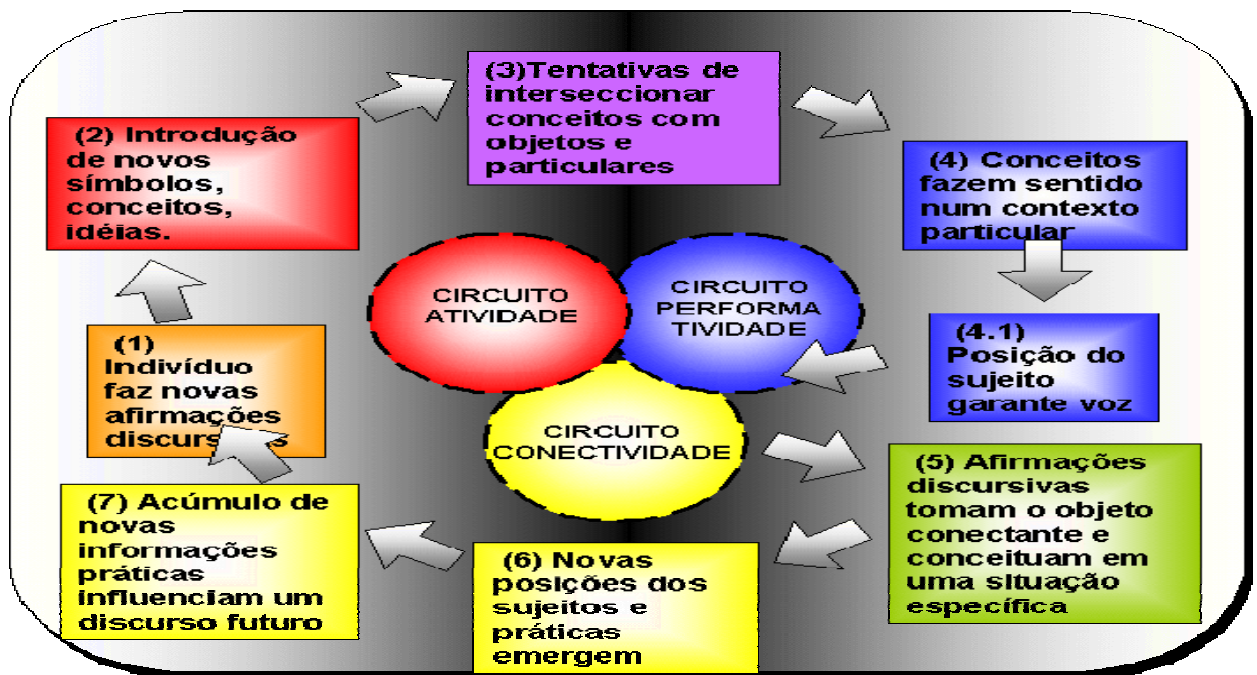 (3)Tentativas de
interseccionar
conceitos com
objetos e
particulares
(2) Introdução
de novos
símbolos,
conceitos,
idéias.
(4) Conceitos
fazem sentido
num contexto
particular
CIRCUITO
ATIVIDADE
CIRCUITO
PERFORMA
TIVIDADE
(1)
Indivíduo
faz novas
afirmações
(4.1)
Posição do
sujeito
garante voz
CIRCUITO
CONECTIVIDADE
(5) Afirmações
discursivas
tomam o objeto
conectante e
conceituam em
uma situação
específica
(7) Acúmulo de
novas
informações
práticas
influenciam um
discurso futuro
(6) Novas
posições dos
sujeitos e
práticas
emergem